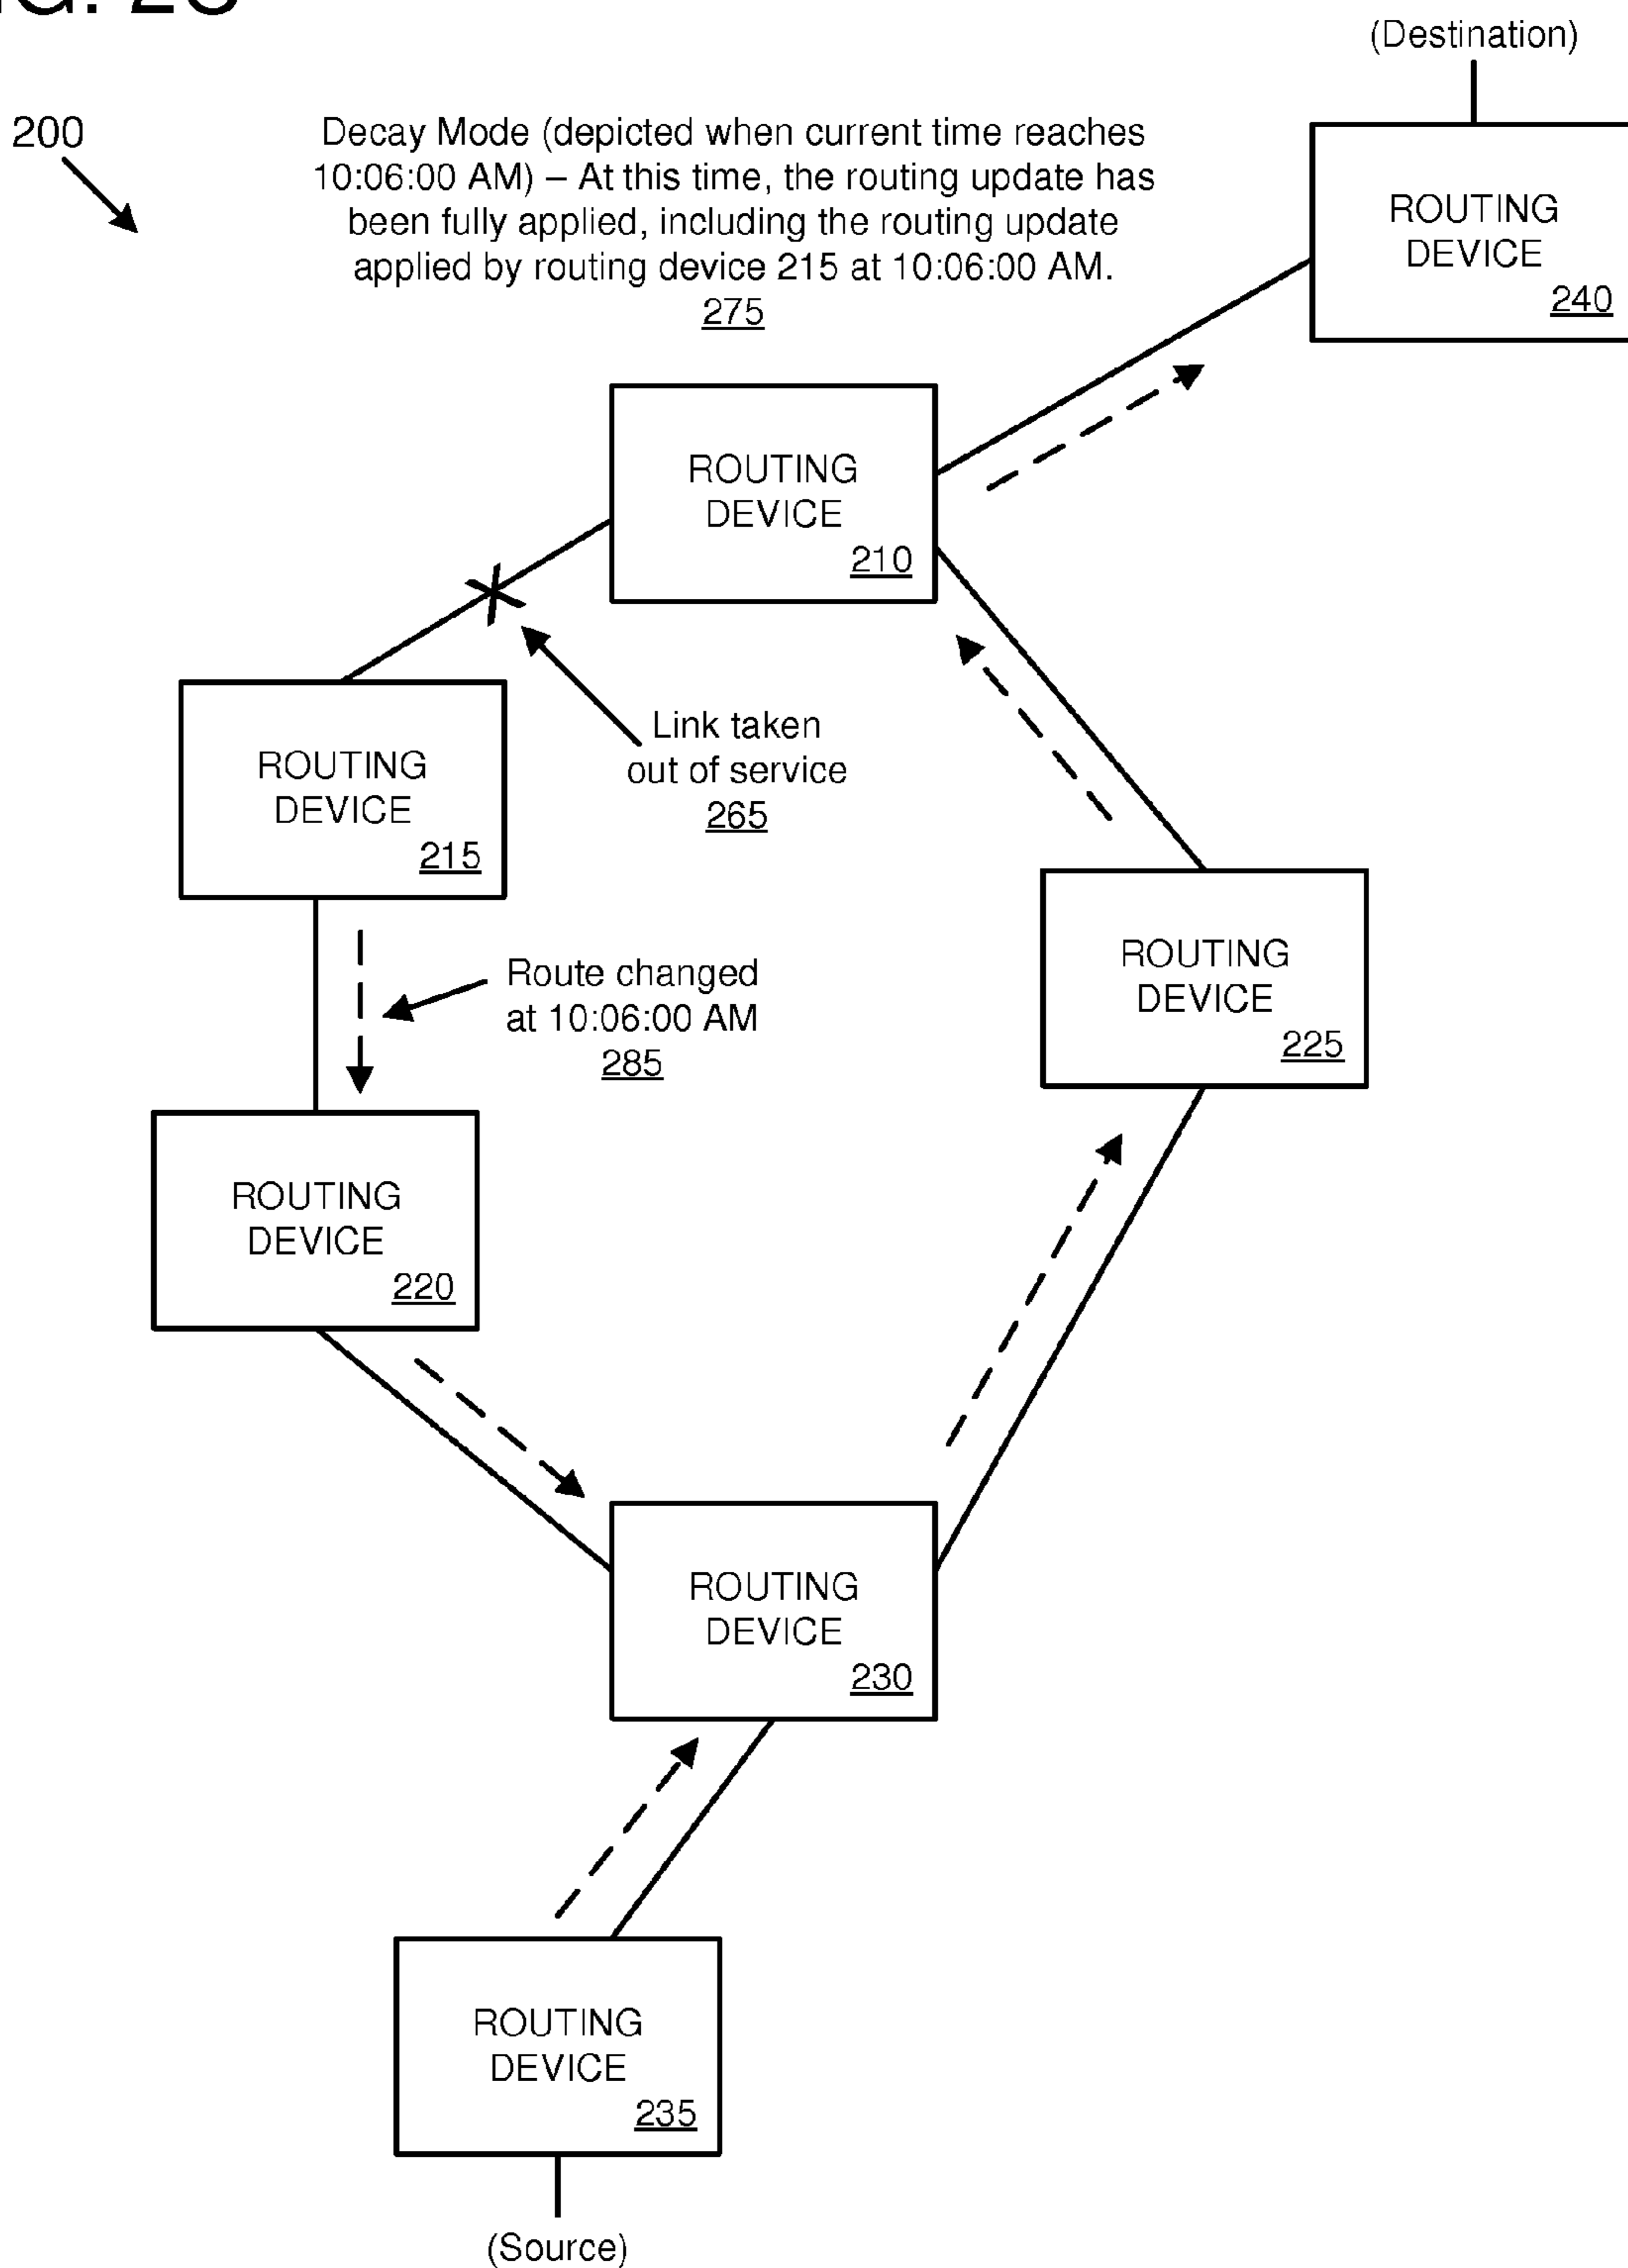 (Destination)
200
Decay Mode (depicted when current time reaches
10:06:00 AM) – At this time, the routing update has
been fully applied, including the routing update
applied by routing device 215 at 10:06:00 AM.
275
ROUTING
DEVICE
240
ROUTING
DEVICE
210
Link taken
out of service
265
ROUTING
DEVICE
215
ROUTING
DEVICE
225
Route changed
at 10:06:00 AM
285
ROUTING
DEVICE
220
ROUTING
DEVICE
230
ROUTING
DEVICE
235
(Source)